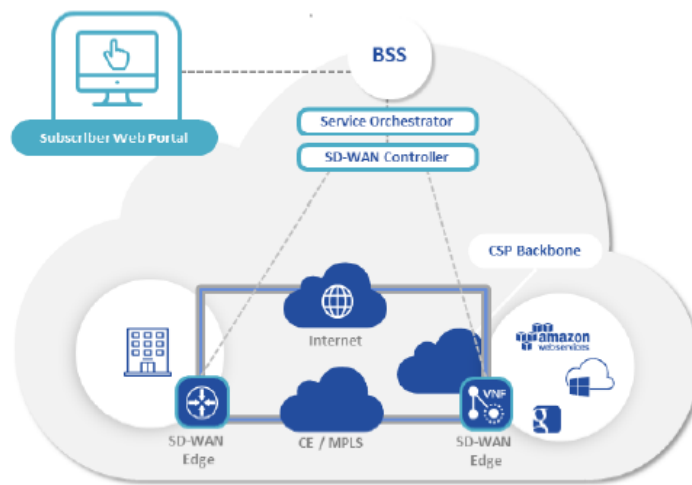 BSS
Subscriber Web Portal
Service Orchestrator
SD-WAN Controller
CSP Backbone
Internet
amazon
webservices
VNF
g
SD-WAN
Edge
CE / MPLS
SD-WAN
Edge